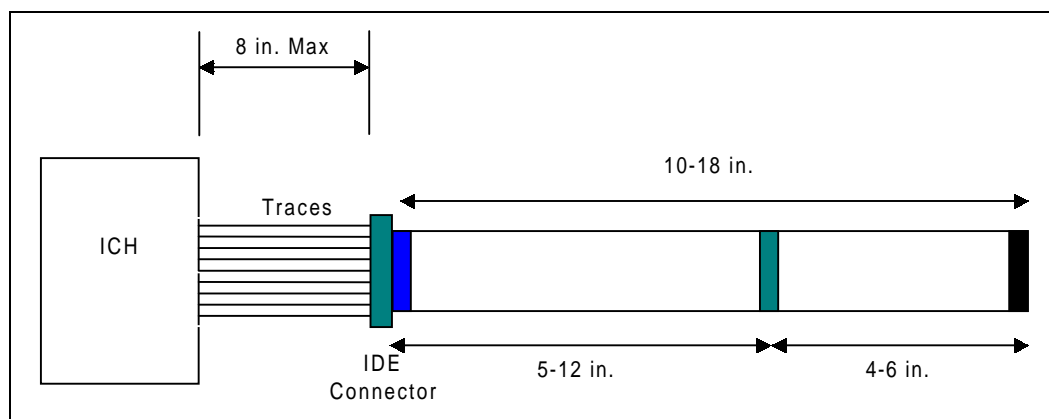 8 in. Max
10-18 in.
Traces
ICH
IDE
Connector
5-12 in.
4-6 in.